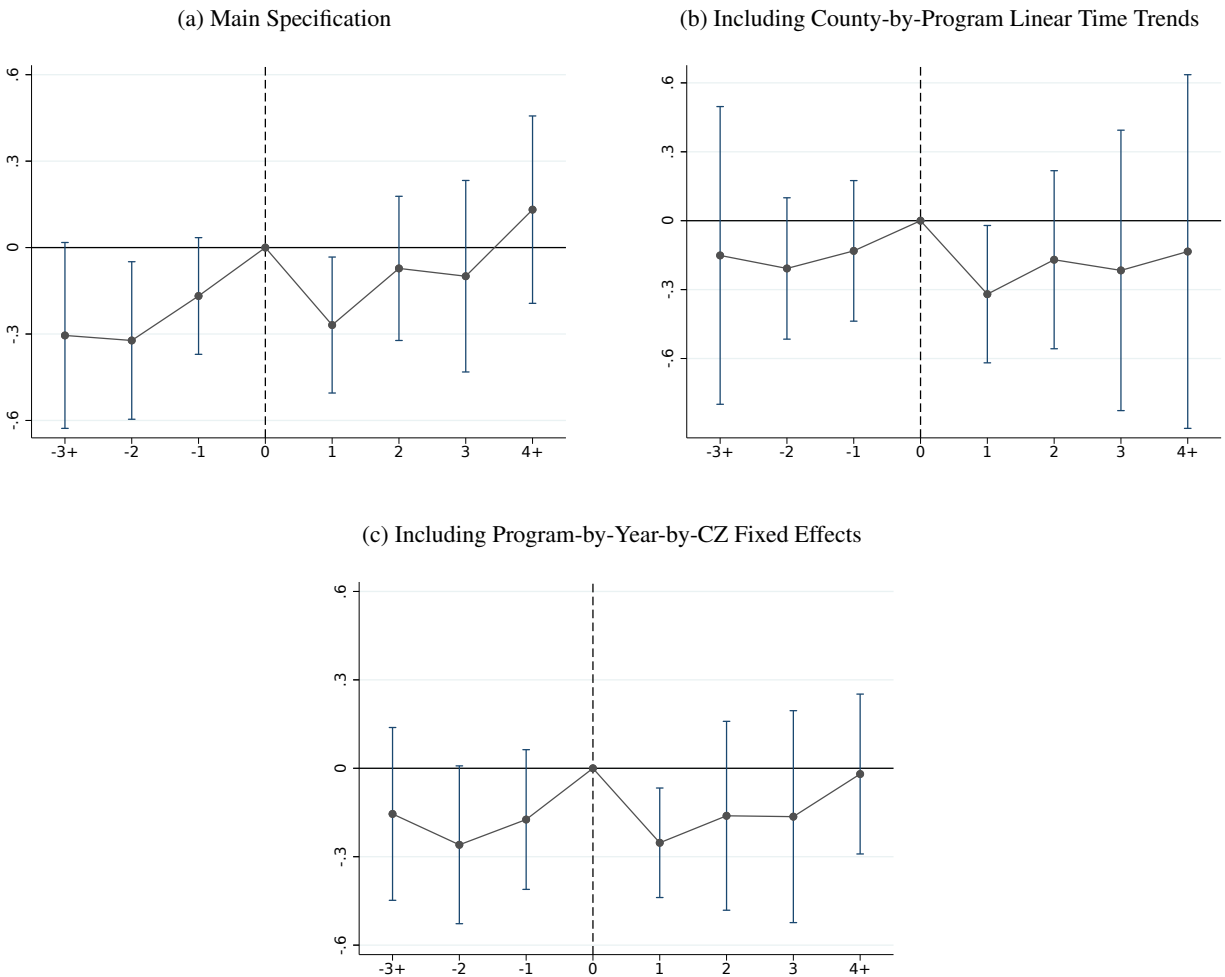 (a) Main Specification
.6
.3
0
-.3
-.6
-3+ -2 -1 0 1 2 3 4+
(b) Including County-by-Program Linear Time Trends
.6
.3
0
-.3
-.6
-3+ -2 -1 0 1 2 3 4+
(c) Including Program-by-Year-by-CZ Fixed Effects
.6
.3
0
-.3
-.6
-3+ -2 -1 0 1 2 3 4+